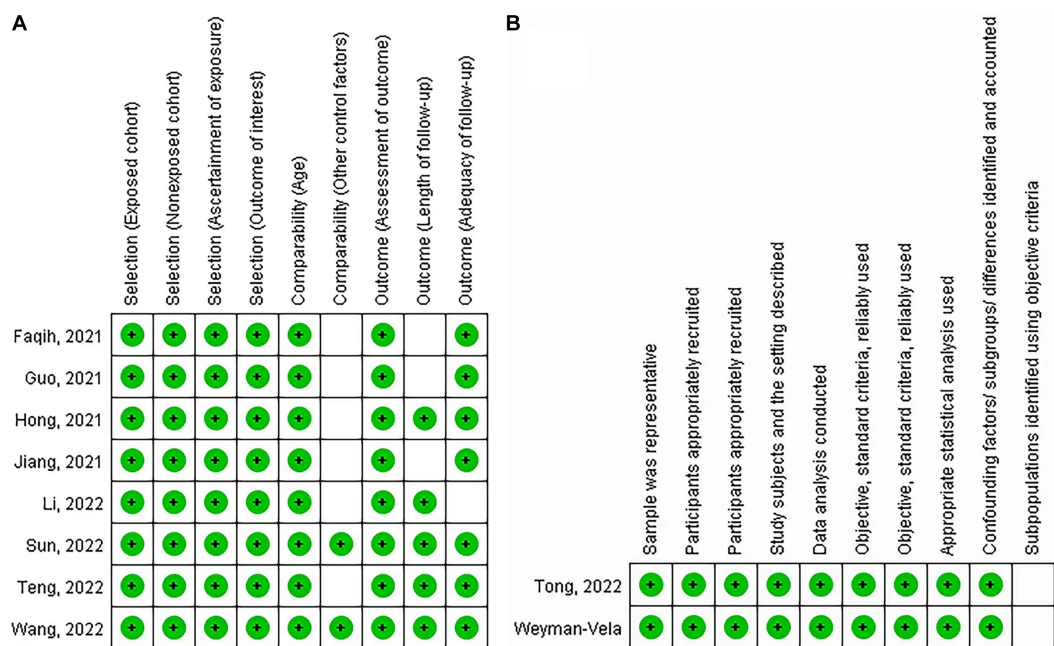 A
Selection (Exposed cohort)
Selection (Nonexposed cohort)
Selection (Ascertainment of exposure)
Selection (Outcome of interest)
Comparability (Age)
Comparability (Other control factors)
Outcome (Assessment of outcome)
Outcome (Length of follow-up)
Outcome (Adequacy of follow-up)
Faqih, 2021
+ + + + + + +
Guo, 2021
+ + + + + + +
Hong, 2021
+ + + + + + + +
Jiang, 2021
+ + + + + + +
Li, 2022
+ + + + + + +
Sun, 2022
+ + + + + + + + +
Teng, 2022
+ + + + + + + +
Wang, 2022
+ + + + + + + + +
B
Sample was representative
Participants appropriately recruited
Participants appropriately recruited
Study subjects and the setting described
Data analysis conducted
Objective, standard criteria, reliably used
Objective, standard criteria, reliably used
Appropriate statistical analysis used
Confounding factors/ subgroups/ differences identified and accounted
Subpopulations identified using objective criteria
Tong, 2022
+ + + + + + + + +
Weyman-Vela
+ + + + + + + + +